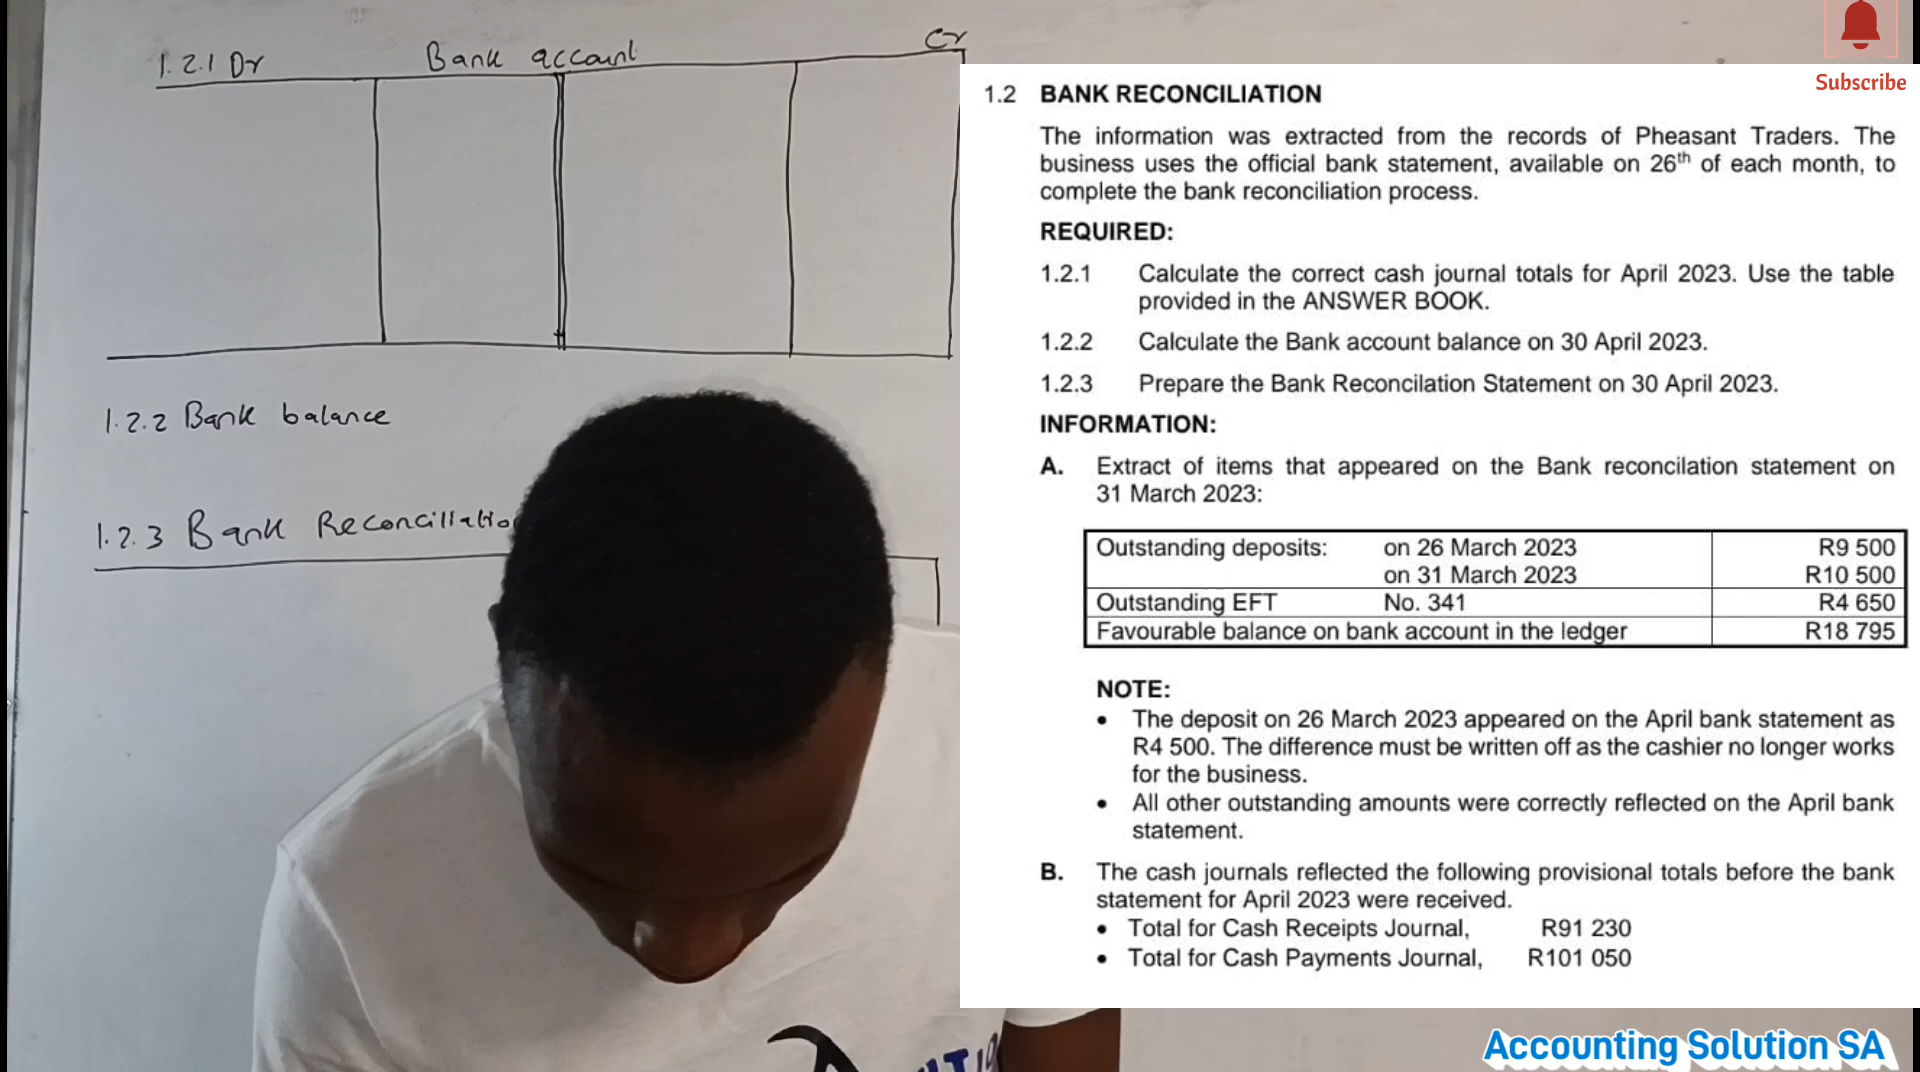 1.2.1 Dr Bank account Cr
1.2.2 Bank balance
1.2.3 Bank Reconcillatio
Subscribe
1.2 BANK RECONCILIATION
The information was extracted from the records of Pheasant Traders. The
business uses the official bank statement, available on 26th of each month, to
complete the bank reconciliation process.
REQUIRED:
1.2.1 Calculate the correct cash journal totals for April 2023. Use the table
provided in the ANSWER BOOK.
1.2.2 Calculate the Bank account balance on 30 April 2023.
1.2.3 Prepare the Bank Reconcilation Statement on 30 April 2023.
INFORMATION:
A. Extract of items that appeared on the Bank reconcilation statement on
31 March 2023:
Outstanding deposits: on 26 March 2023 R9 500
on 31 March 2023 R10 500
Outstanding EFT No. 341 R4 650
Favourable balance on bank account in the ledger R18 795
NOTE:
• The deposit on 26 March 2023 appeared on the April bank statement as
R4 500. The difference must be written off as the cashier no longer works
for the business.
• All other outstanding amounts were correctly reflected on the April bank
statement.
B. The cash journals reflected the following provisional totals before the bank
statement for April 2023 were received.
• Total for Cash Receipts Journal, R91 230
• Total for Cash Payments Journal, R101 050
Accounting Solution SA